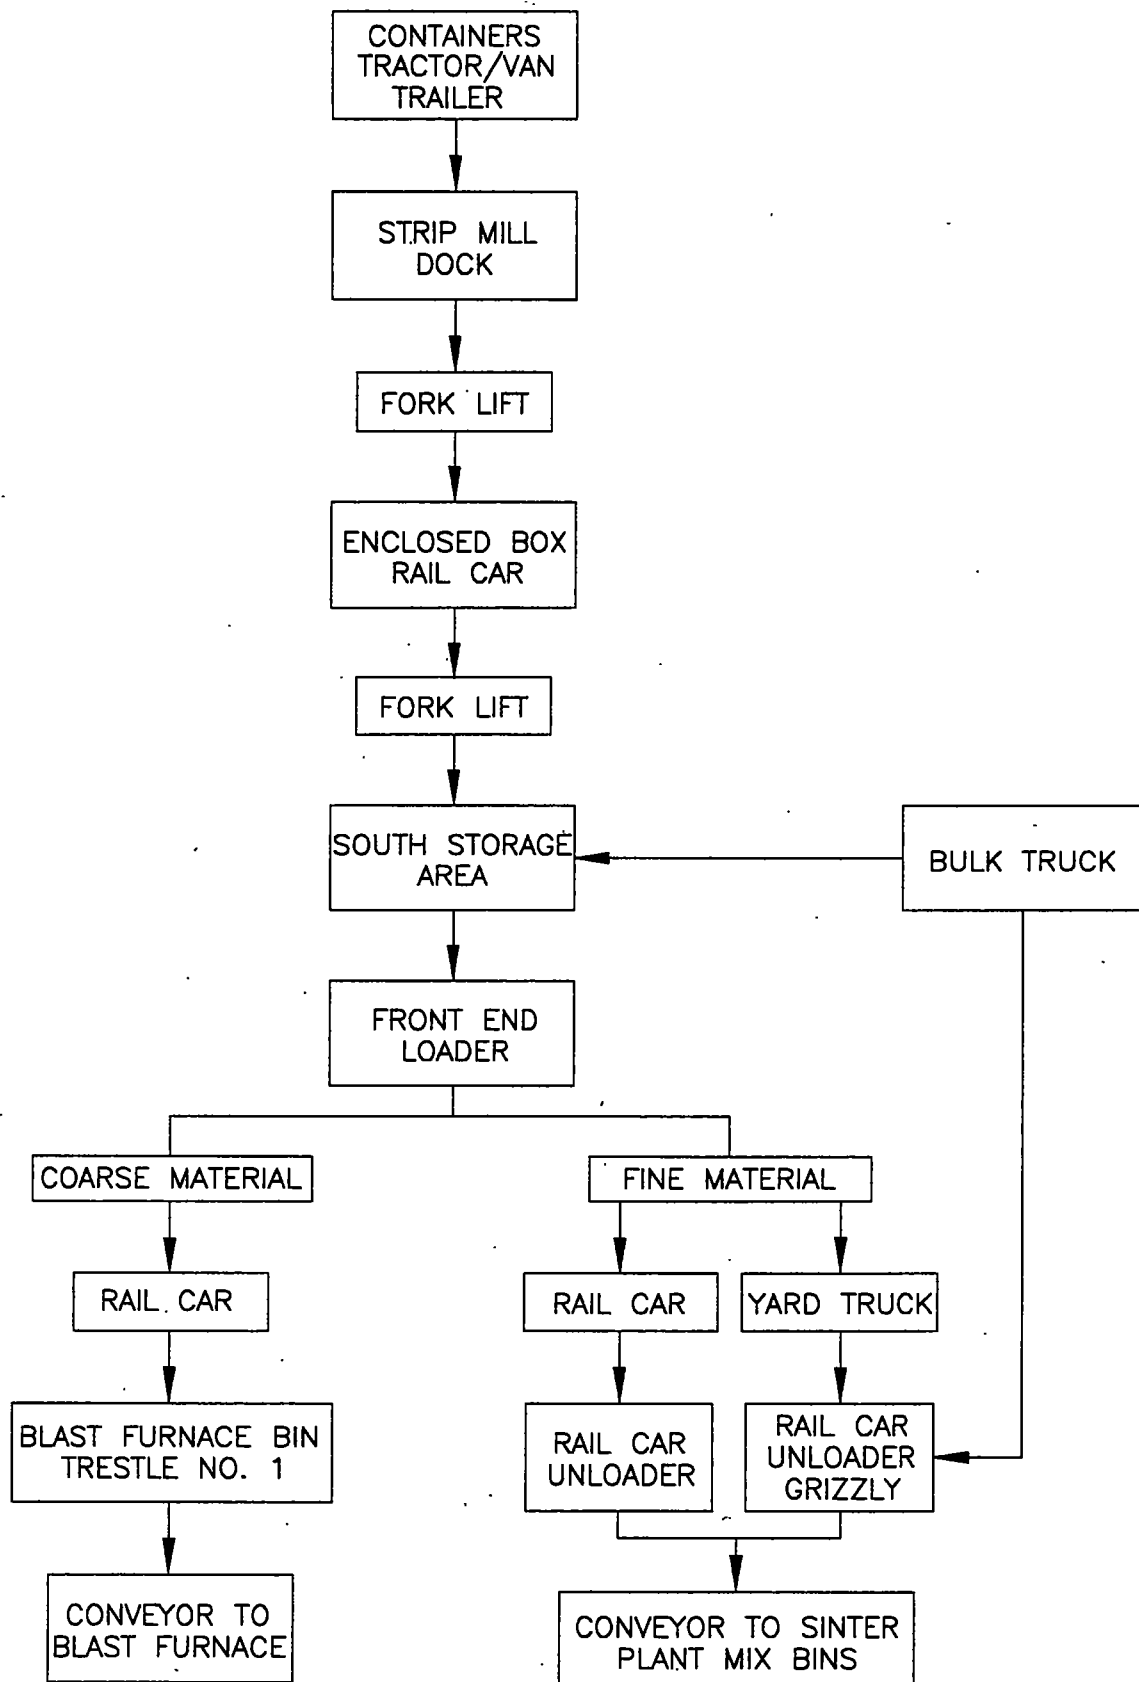 CONTAINERS
TRACTOR/VAN
TRAILER
STRIP MILL
DOCK
FORK LIFT
ENCLOSED BOX
RAIL CAR
FORK LIFT
SOUTH STORAGE
AREA
BULK TRUCK
FRONT END
LOADER
COARSE MATERIAL
FINE MATERIAL
RAIL CAR
RAIL CAR
YARD TRUCK
BLAST FURNACE BIN
TRESTLE NO. 1
RAIL CAR
UNLOADER
RAIL CAR
UNLOADER
GRIZZLY
CONVEYOR TO
BLAST FURNACE
CONVEYOR TO SINTER
PLANT MIX BINS